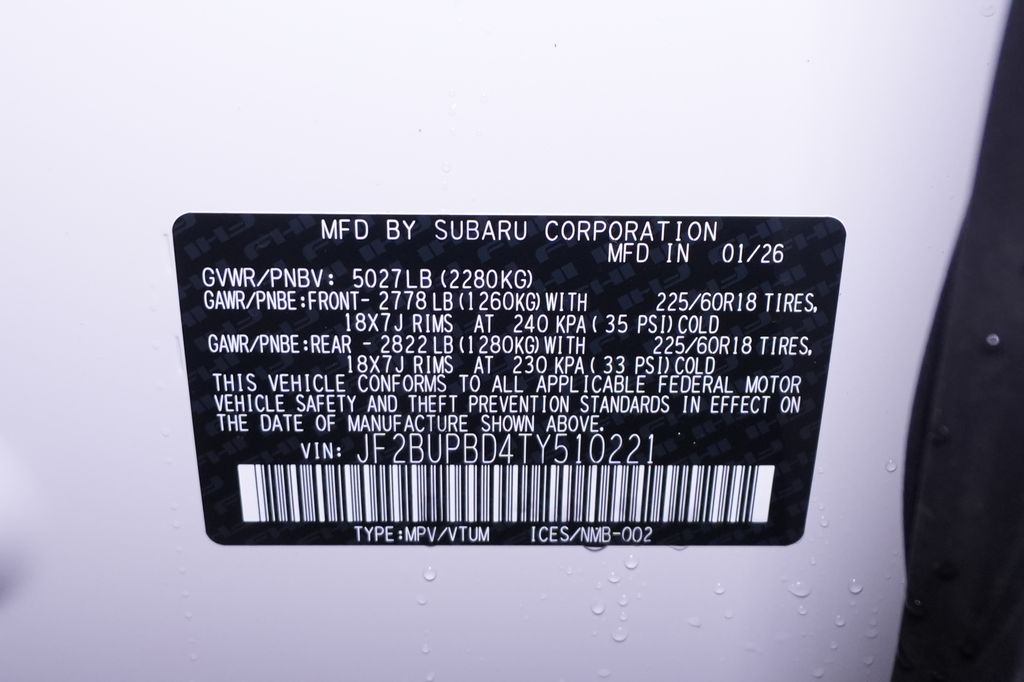 MFD BY SUBARU CORPORATION
MFD IN 01/26
GVWR/PNBV: 5027LB (2280KG)
GAWR/PNBE:FRONT- 2778 LB (1260KG) WITH 225/60R18 TIRES,
18X7J RIMS AT 240 KPA ( 35 PSI) COLD
GAWR/PNBE:REAR - 2822 LB (1280KG) WITH 225/60R18 TIRES,
18X7J RIMS AT 230 KPA ( 33 PSI) COLD
THIS VEHICLE CONFORMS TO ALL APPLICABLE FEDERAL MOTOR
VEHICLE SAFETY AND THEFT PREVENTION STANDARDS IN EFFECT ON
THE DATE OF MANUFACTURE SHOWN ABOVE.
VIN: JF2BUPBD4TY510221
TYPE:MPV/VTUM ICES/NMB-002